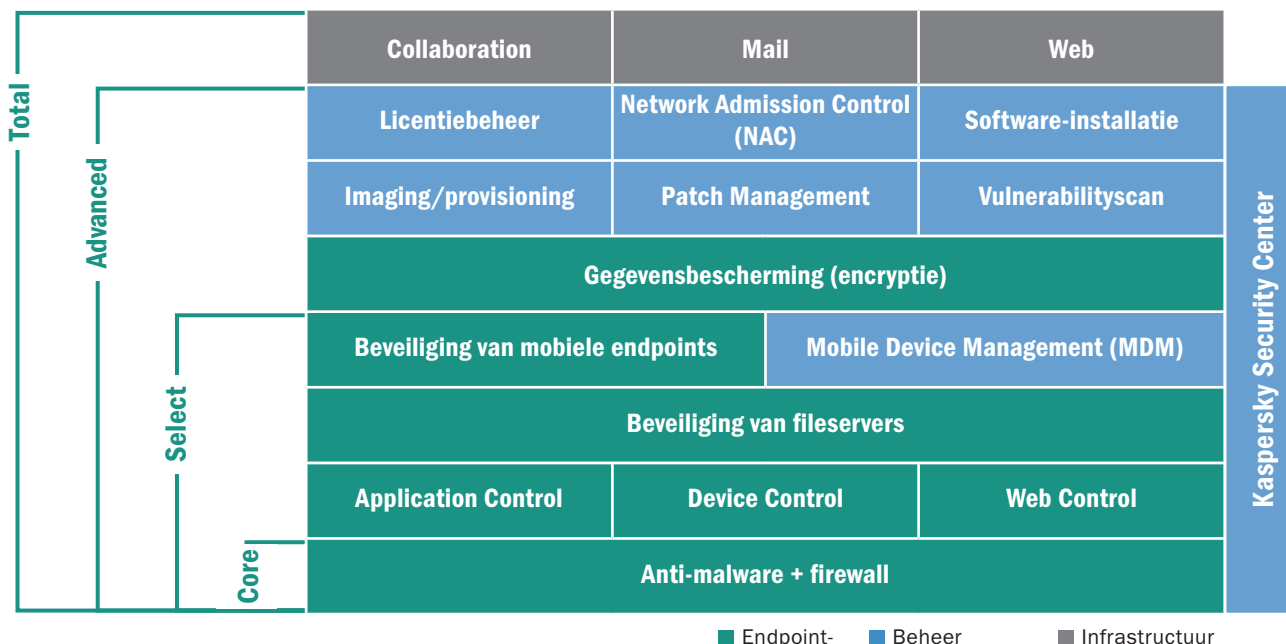 Collaboration
Mail
Web
Total
Advanced
Licentiebeheer
Network Admission Control
(NAC)
Software-installatie
Imaging/provisioning
Patch Management
Vulnerabilityscan
Gegevensbescherming (encryptie)
Select
Beveiliging van mobiele endpoints
Mobile Device Management (MDM)
Beveiliging van fileservers
Application Control
Device Control
Web Control
Core
Anti-malware + firewall
Kaspersky Security Center
Endpoint-
Beheer
Infrastructuur